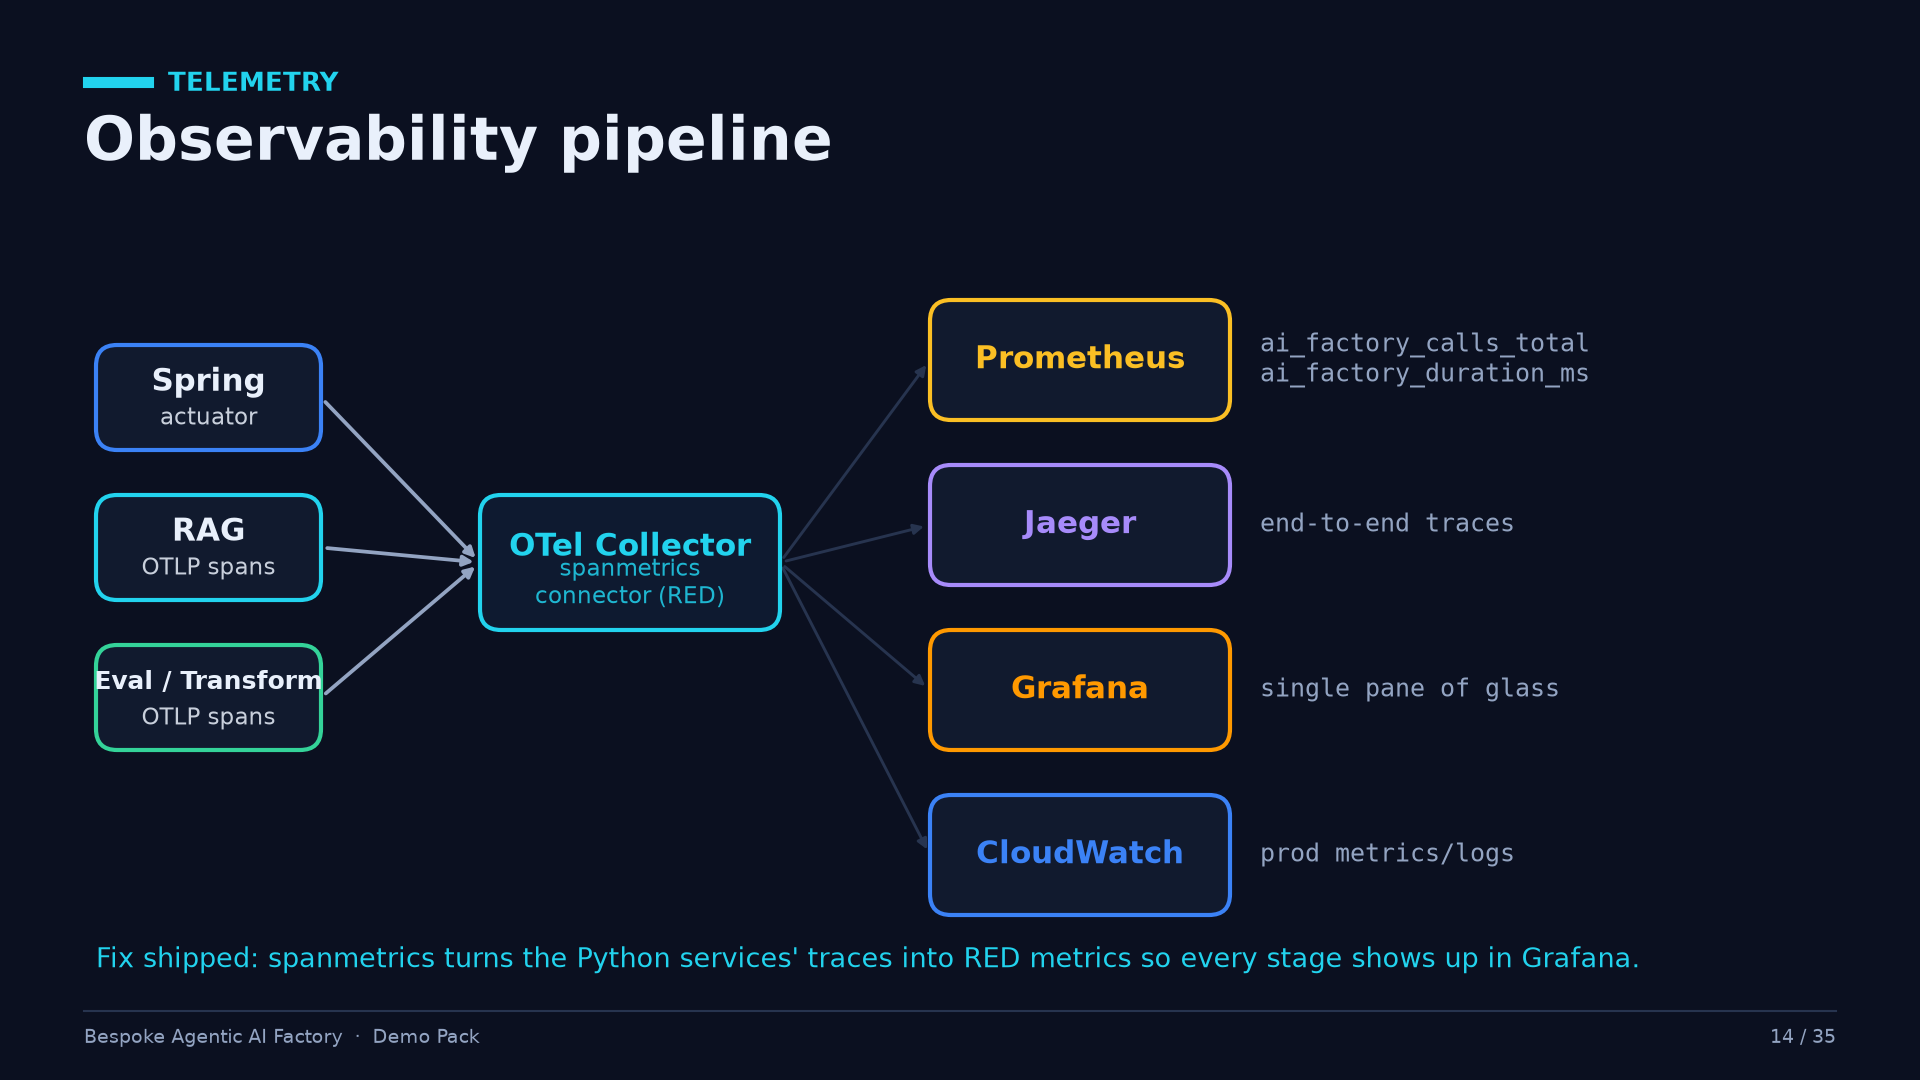 TELEMETRY
Observability pipeline
Spring
actuator
RAG
OTLP spans
Eval / Transform
OTLP spans
OTel Collector
spanmetrics
connector (RED)
Prometheus
ai_factory_calls_total
ai_factory_duration_ms
Jaeger
end-to-end traces
Grafana
single pane of glass
CloudWatch
prod metrics/logs
Fix shipped: spanmetrics turns the Python services' traces into RED metrics so every stage shows up in Grafana.
Bespoke Agentic AI Factory · Demo Pack
14 / 35